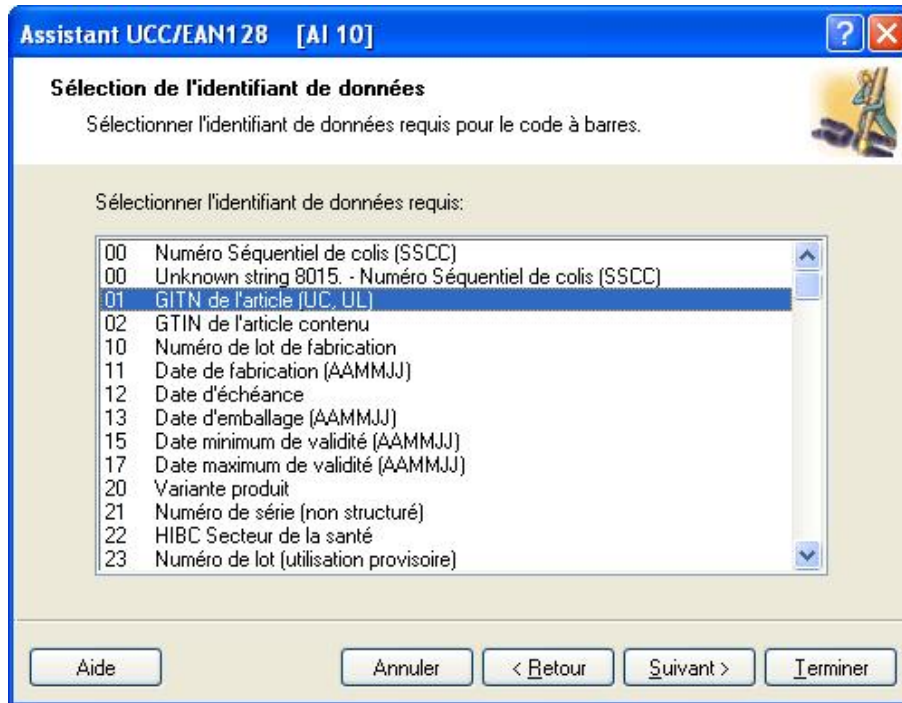 Assistant UCC/EAN128 [AI 10]
Sélection de l'identifiant de données
Sélectionner l'identifiant de données requis pour le code à barres.
Sélectionner l'identifiant de données requis:
00 Numéro Séquentiel de colis (SSCC)
00 Unknown string 8015. - Numéro Séquentiel de colis (SSCC)
01 GITN de l'article (UC, UL)
02 GTIN de l'article contenu
10 Numéro de lot de fabrication
11 Date de fabrication (AAMMJJ)
12 Date d'échéance
13 Date d'emballage (AAMMJJ)
15 Date minimum de validité (AAMMJJ)
17 Date maximum de validité (AAMMJJ)
20 Variante produit
21 Numéro de série (non structuré)
22 HIBC Secteur de la santé
23 Numéro de lot (utilisation provisoire)
Aide Annuler < Retour Suivant > Terminer